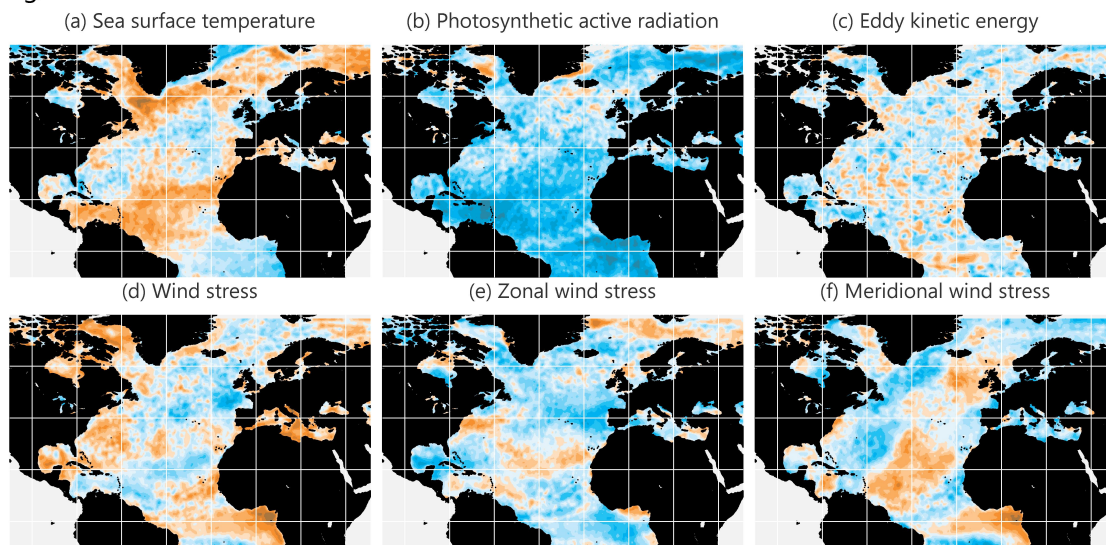 (a) Sea surface temperature
(b) Photosynthetic active radiation
(c) Eddy kinetic energy
(d) Wind stress
(e) Zonal wind stress
(f) Meridional wind stress